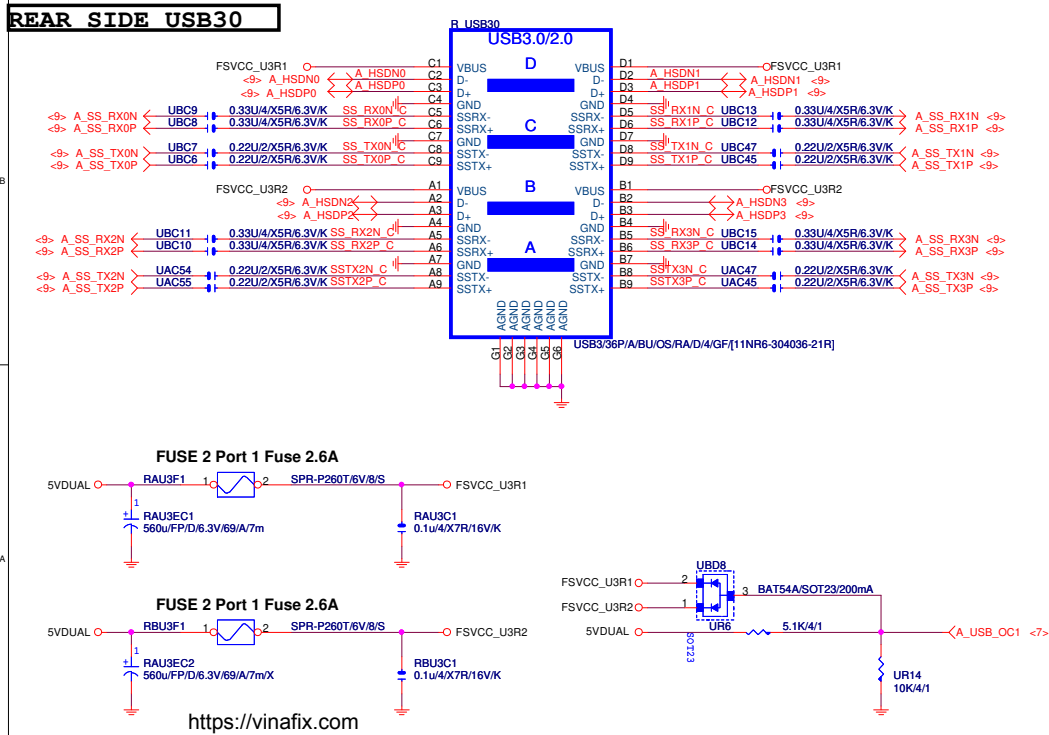 REAR SIDE USB30
R_USB30
USB3.0/2.0
FSVCC_U3R1 C1 VBUS D VBUS D1 FSVCC_U3R1
<9> A_HSDN0 A_HSDN0 C2 D- D- D2 A_HSDN1 A_HSDN1 <9>
<9> A_HSDP0 A_HSDP0 C3 D+ D+ D3 A_HSDP1 A_HSDP1 <9>
C4 GND GND D4
<9> A_SS_RX0N UBC9 0.33U/4/X5R/6.3V/K SS_RX0N_C C5 SSRX- SSRX- D5 SS_RX1N_C UBC13 0.33U/4/X5R/6.3V/K A_SS_RX1N <9>
<9> A_SS_RX0P UBC8 0.33U/4/X5R/6.3V/K SS_RX0P_C C6 SSRX+ C SSRX+ D6 SS_RX1P_C UBC12 0.33U/4/X5R/6.3V/K A_SS_RX1P <9>
C7 GND GND D7
<9> A_SS_TX0N UBC7 0.22U/2/X5R/6.3V/K SS_TX0N_C C8 SSTX- SSTX- D8 SS_TX1N_C UBC47 0.22U/2/X5R/6.3V/K A_SS_TX1N <9>
<9> A_SS_TX0P UBC6 0.22U/2/X5R/6.3V/K SS_TX0P_C C9 SSTX+ SSTX+ D9 SS_TX1P_C UBC45 0.22U/2/X5R/6.3V/K A_SS_TX1P <9>
B
FSVCC_U3R2 A1 VBUS B VBUS B1 FSVCC_U3R2
<9> A_HSDN2 A2 D- D- B2 A_HSDN3 <9>
<9> A_HSDP2 A3 D+ D+ B3 A_HSDP3 <9>
A4 GND GND B4
<9> A_SS_RX2N UBC11 0.33U/4/X5R/6.3V/K SS_RX2N_C A5 SSRX- SSRX- B5 SS_RX3N_C UBC15 0.33U/4/X5R/6.3V/K A_SS_RX3N <9>
<9> A_SS_RX2P UBC10 0.33U/4/X5R/6.3V/K SS_RX2P_C A6 SSRX+ A SSRX+ B6 SS_RX3P_C UBC14 0.33U/4/X5R/6.3V/K A_SS_RX3P <9>
A7 GND GND B7
<9> A_SS_TX2N UAC54 0.22U/2/X5R/6.3V/K SSTX2N_C A8 SSTX- SSTX- B8 SSTX3N_C UAC47 0.22U/2/X5R/6.3V/K A_SS_TX3N <9>
<9> A_SS_TX2P UAC55 0.22U/2/X5R/6.3V/K SSTX2P_C A9 SSTX+ SSTX+ B9 SSTX3P_C UAC45 0.22U/2/X5R/6.3V/K A_SS_TX3P <9>
AGND AGND AGND AGND AGND AGND
G1 G2 G3 G4 G5 G6
USB3/36P/A/BU/OS/RA/D/4/GF/[11NR6-304036-21R]
FUSE 2 Port 1 Fuse 2.6A
5VDUAL RAU3F1 1 2 SPR-P260T/6V/8/S FSVCC_U3R1
1
+ RAU3EC1
560u/FP/D/6.3V/69/A/7m
RAU3C1
0.1u/4/X7R/16V/K
A
FUSE 2 Port 1 Fuse 2.6A
5VDUAL RBU3F1 1 2 SPR-P260T/6V/8/S FSVCC_U3R2
1
+ RAU3EC2
560u/FP/D/6.3V/69/A/7m/X
RBU3C1
0.1u/4/X7R/16V/K
UBD8
FSVCC_U3R1 2
3 BAT54A/SOT23/200mA
FSVCC_U3R2 1
5VDUAL UR6 5.1K/4/1 A_USB_OC1 <7>
SOT23
UR14
10K/4/1
https://vinafix.com